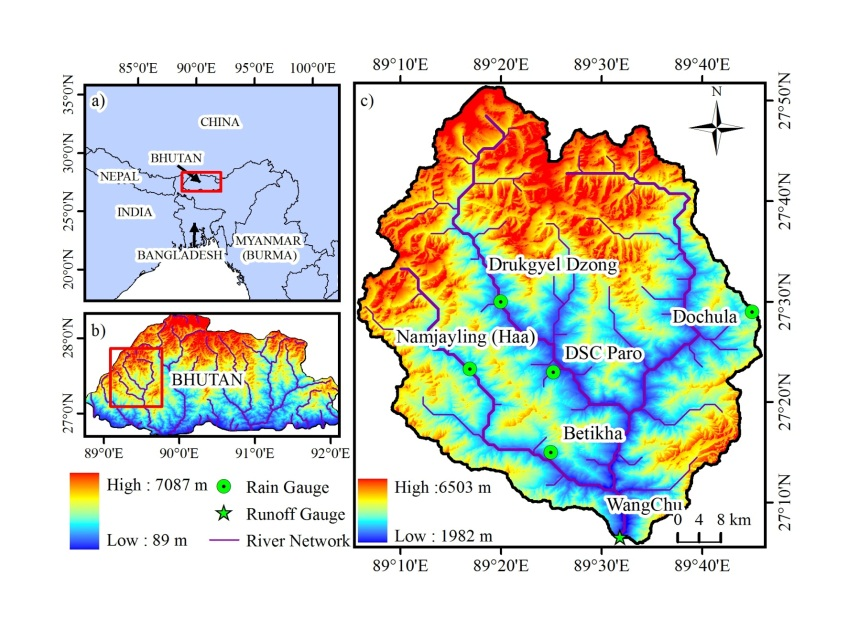 85°0'E 90°0'E 95°0'E 100°0'E
35°0'N
30°0'N
25°0'N
20°0'N
a)
CHINA
BHUTAN
NEPAL
INDIA
BANGLADESH
MYANMAR
(BURMA)
b)
BHUTAN
28°0'N
27°0'N
89°0'E 90°0'E 91°0'E 92°0'E
High : 7087 m
Low : 89 m
Rain Gauge
Runoff Gauge
River Network
89°10'E 89°20'E 89°30'E 89°40'E
c)
N
27°50'N
27°40'N
27°30'N
27°20'N
27°10'N
Drukgyel Dzong
Dochula
Namjayling (Haa)
DSC Paro
Betikha
WangChu
High :6503 m
Low : 1982 m
0 4 8 km
89°10'E 89°20'E 89°30'E 89°40'E